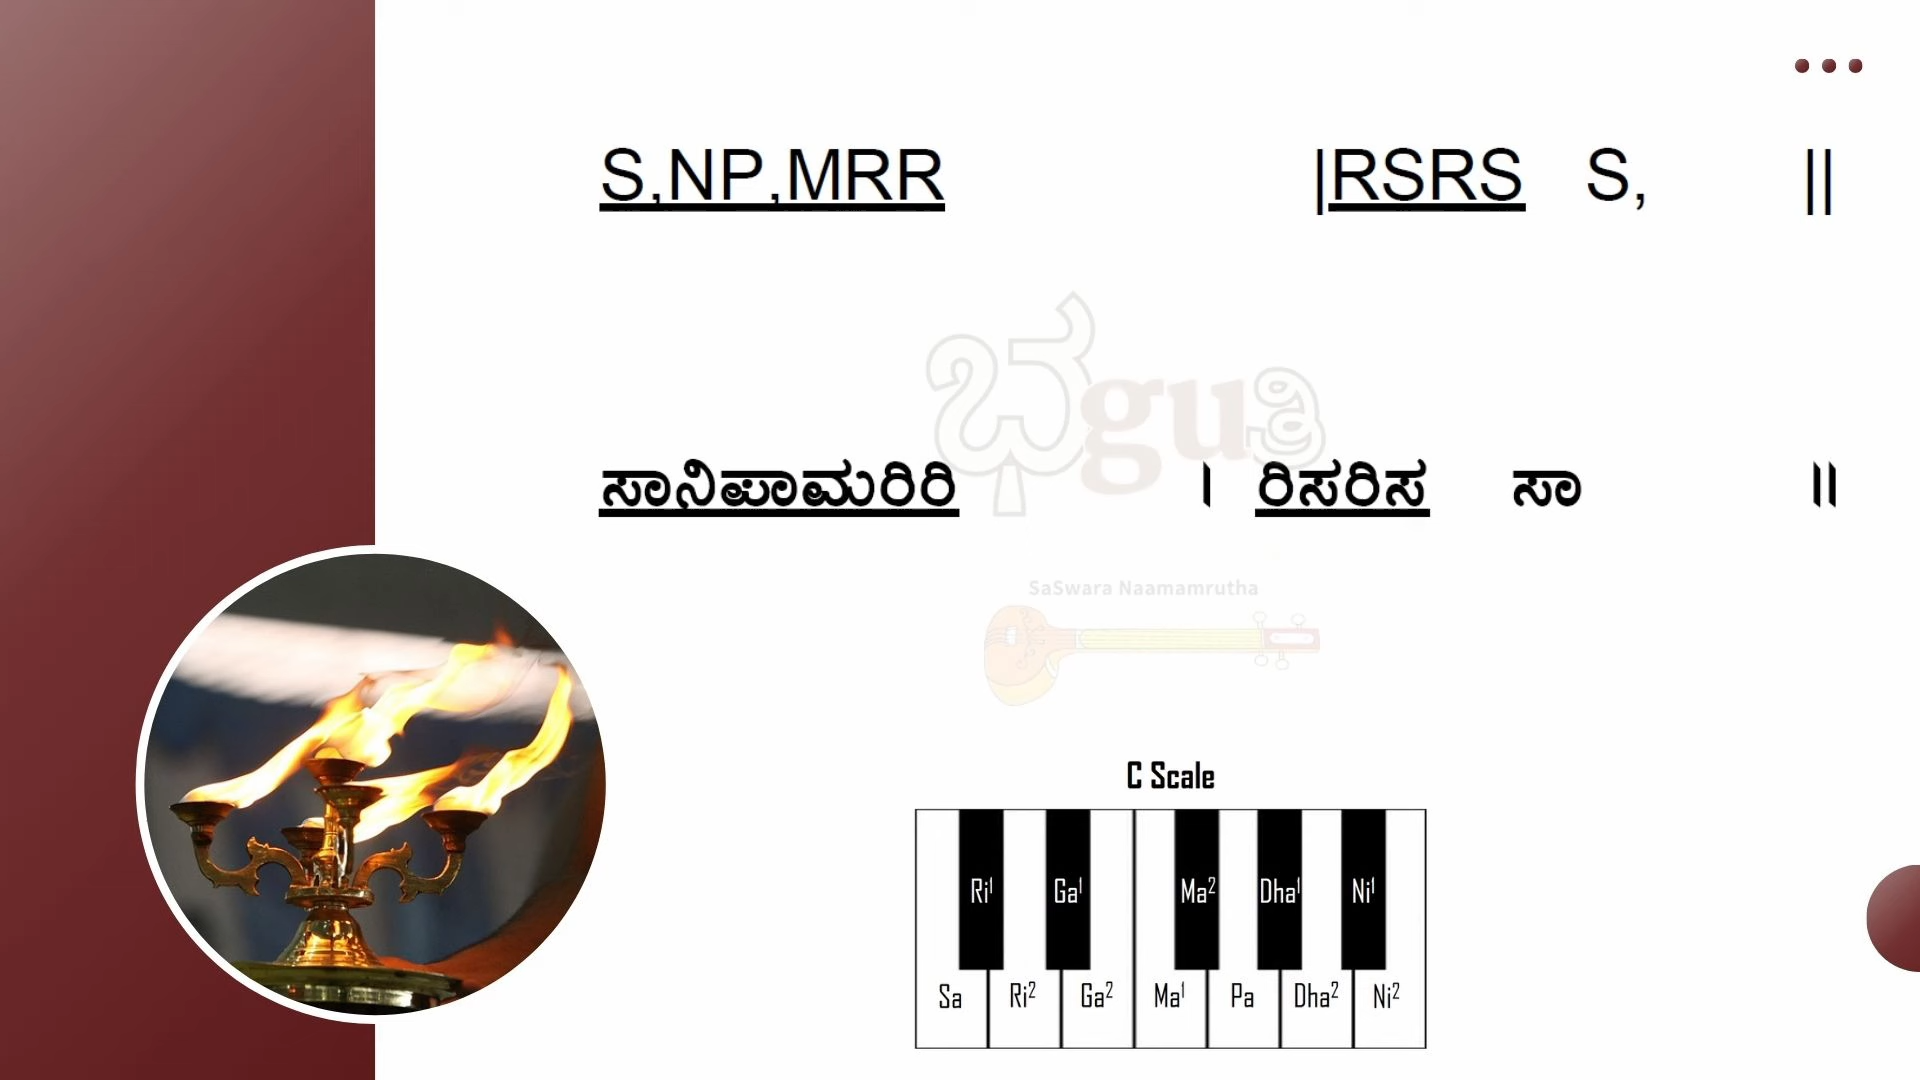 S,NP,MRR |RSRS S, ||
ಭguತಿ
ಸಾನಿಪಾಮರಿರಿ । ರಿಸರಿಸ ಸಾ ॥
SaSwara Naamamrutha
C Scale
Ri¹ Ga¹ Ma² Dha¹ Ni¹
Sa Ri² Ga² Ma¹ Pa Dha² Ni²